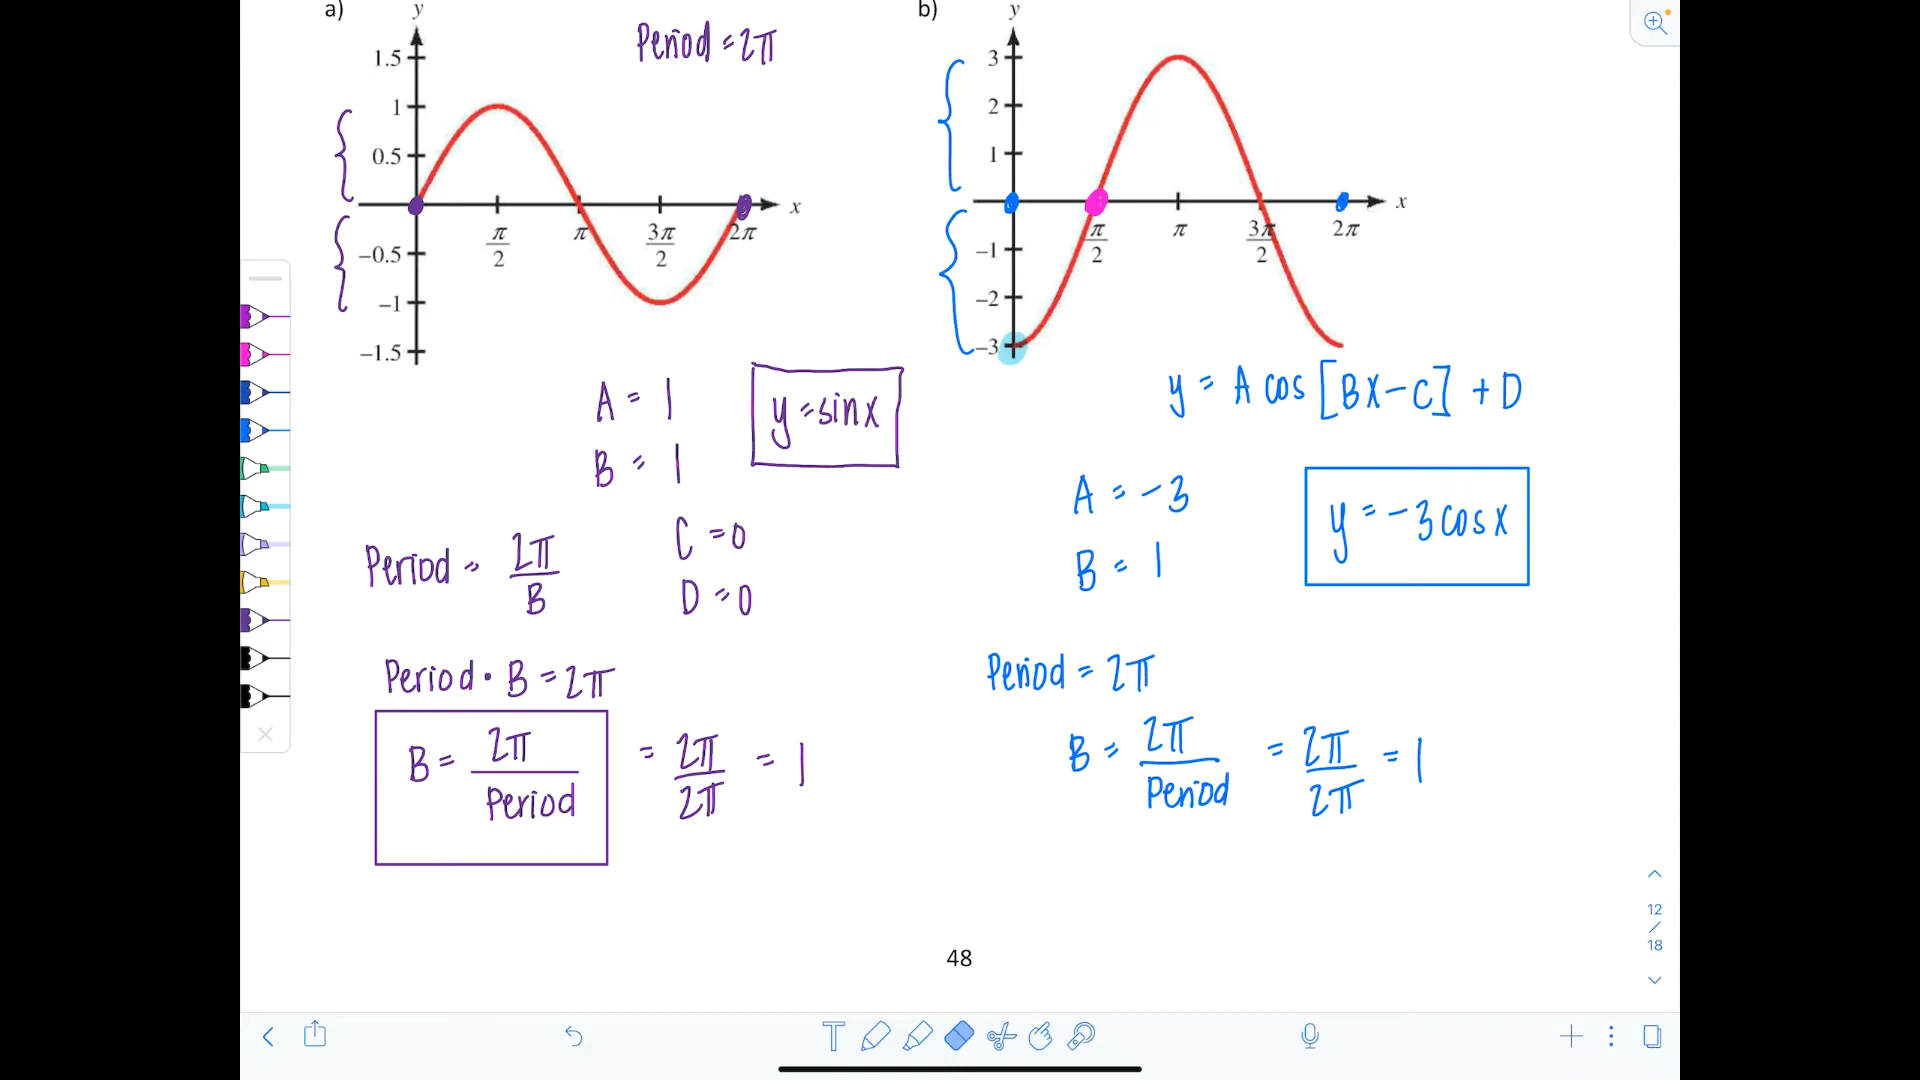 a)
y
Period = 2π
1.5
1
0.5
-0.5
-1
-1.5
π/2
π
3π/2
2π
x
A = 1
B = 1
y = sin x
C = 0
D = 0
Period = 2π/B
Period · B = 2π
B = 2π/Period = 2π/2π = 1
b)
y
3
2
1
-1
-2
-3
π/2
π
3π/2
2π
x
y = A cos [Bx - C] + D
A = -3
B = 1
y = -3 cos x
Period = 2π
B = 2π/Period = 2π/2π = 1
48
12
/
18
T